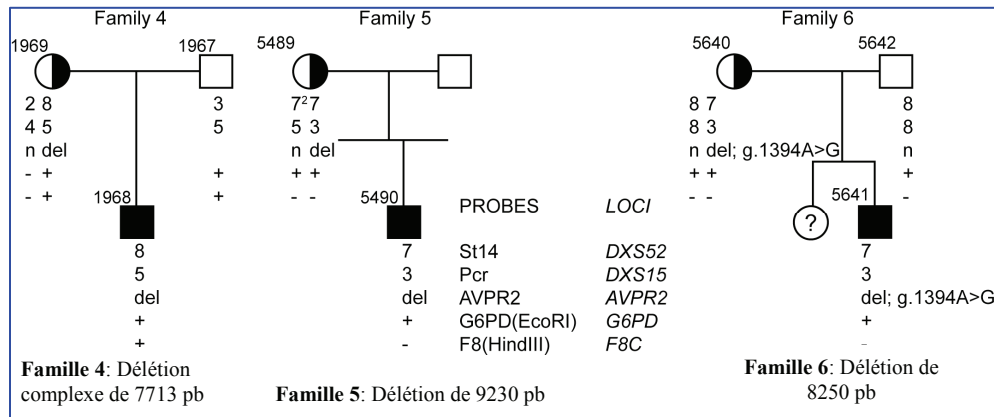 Family 4
Family 5
Family 6
1969
1967
2 8
3
4 5
5
n del
- +
+
- +
+
1968
8
5
del
+
+
Famille 4: Délétion
complexe de 7713 pb
5489
7² 7
5 3
n del
+ +
- -
5490
7
3
del
+
-
PROBES LOCI
St14 DXS52
Pcr DXS15
AVPR2 AVPR2
G6PD(EcoRI) G6PD
F8(HindIII) F8C
Famille 5: Délétion de 9230 pb
5640
5642
8 7
8
8 3
8
n del; g.1394A>G
n
+ +
+
- -
-
?
5641
7
3
del; g.1394A>G
+
-
Famille 6: Délétion de
8250 pb